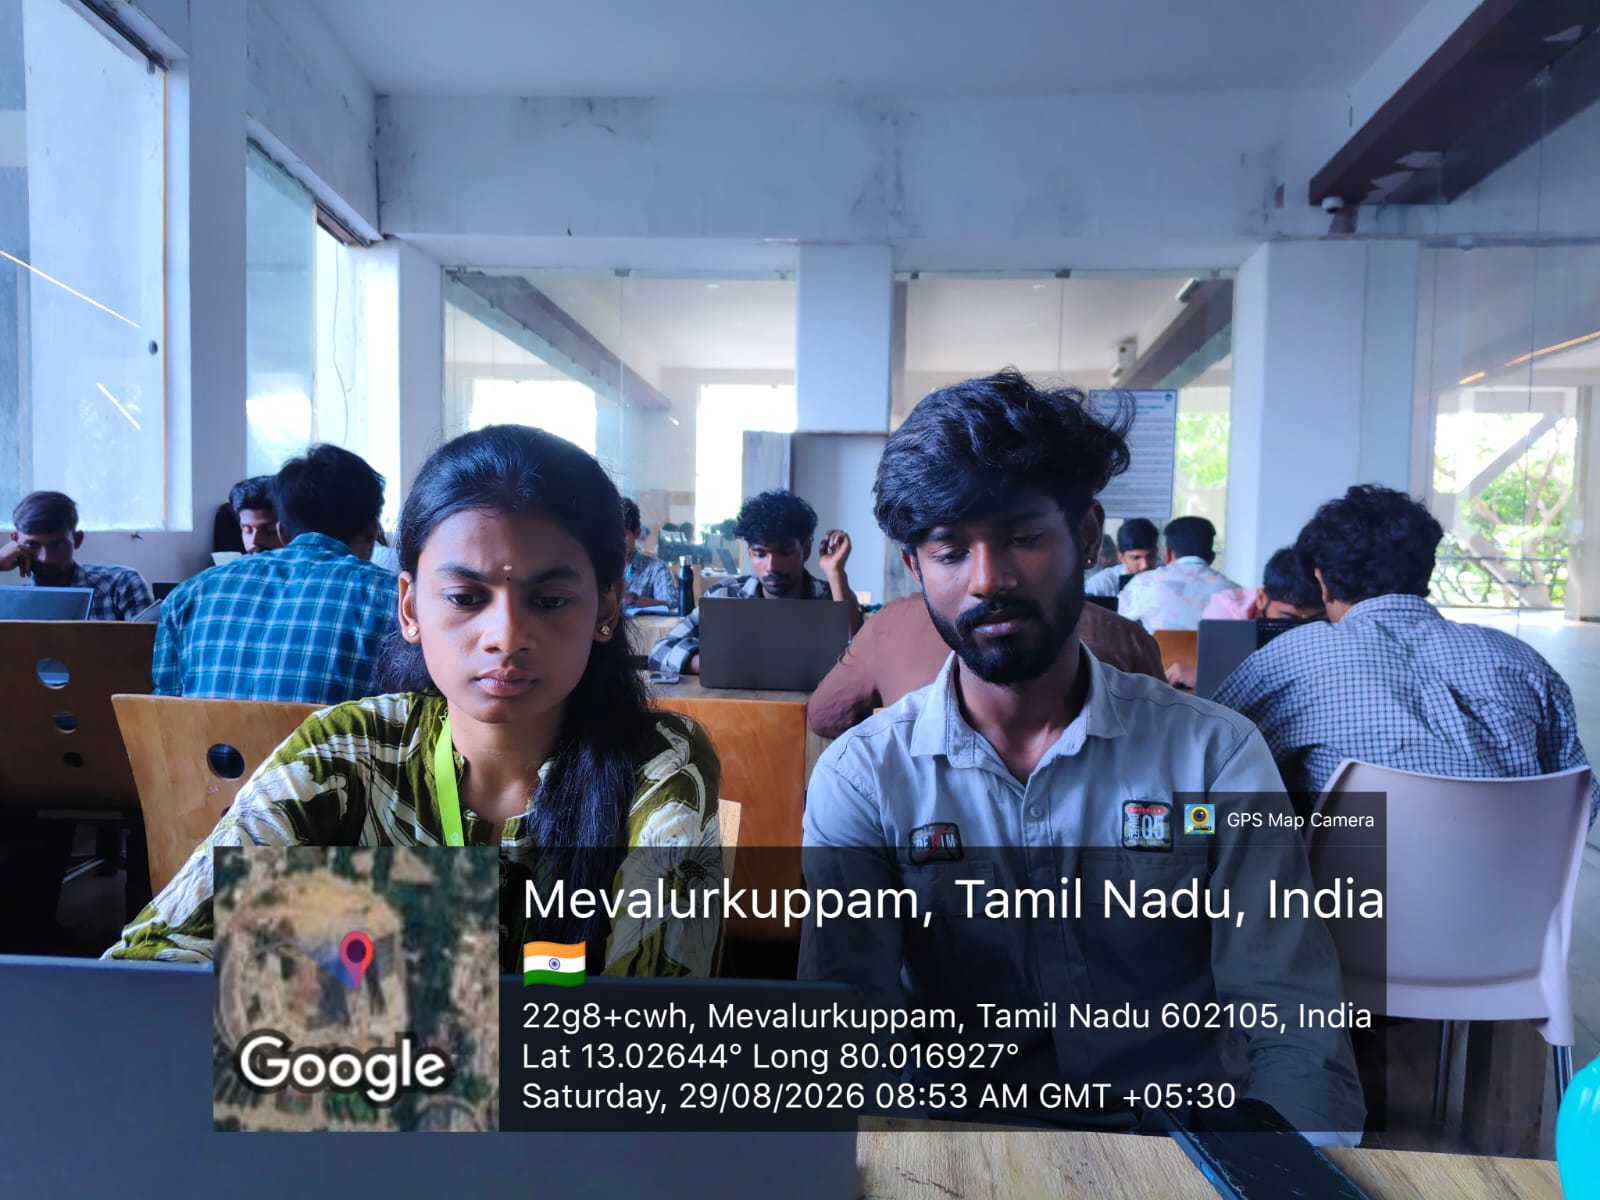 GPS Map Camera
Mevalurkuppam, Tamil Nadu, India
22g8+cwh, Mevalurkuppam, Tamil Nadu 602105, India
Lat 13.02644° Long 80.016927°
Saturday, 29/08/2026 08:53 AM GMT +05:30
Google
05